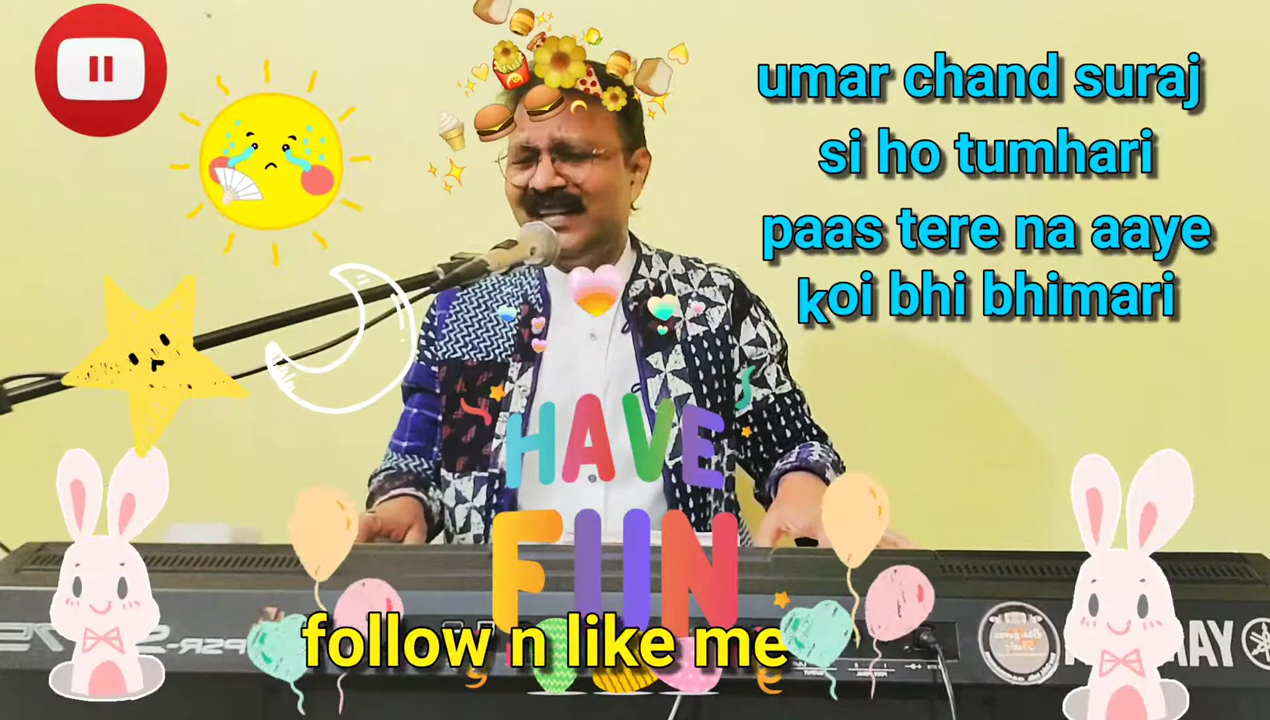 umar chand suraj
si ho tumhari
paas tere na aaye
koi bhi bhimari
HAVE
FUN
follow n like me